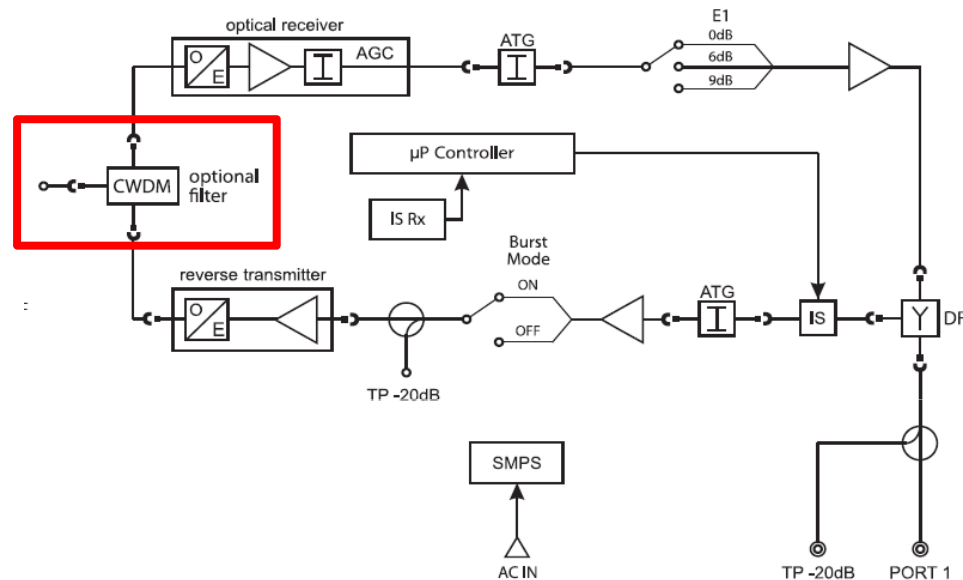 optical receiver
O
E
AGC
ATG
E1
0dB
6dB
9dB
CWDM
optional
filter
µP Controller
IS Rx
Burst
Mode
ON
OFF
reverse transmitter
O
E
TP -20dB
ATG
IS
Y
DF
SMPS
AC IN
TP -20dB
PORT 1